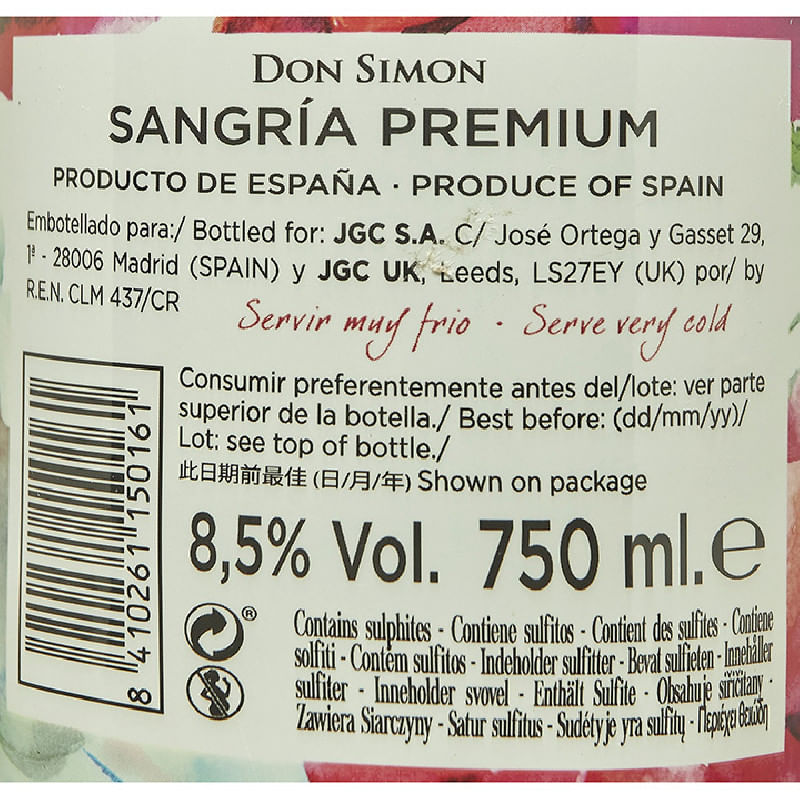 DON SIMON
SANGRÍA PREMIUM
PRODUCTO DE ESPAÑA · PRODUCE OF SPAIN
Embotellado para:/ Bottled for: JGC S.A. C/ José Ortega y Gasset 29,
1ª - 28006 Madrid (SPAIN) y JGC UK, Leeds, LS27EY (UK) por/ by
R.E.N. CLM 437/CR
Servir muy frio · Serve very cold
Consumir preferentemente antes del/lote: ver parte
superior de la botella./ Best before: (dd/mm/yy)/
Lot: see top of bottle./
此日期前最佳 (日/月/年) Shown on package
8,5% Vol. 750 ml. ℮
8 410261 150161
®
Contains sulphites - Contiene sulfitos - Contient des sulfites - Contiene
solfiti - Contém sulfitos - Indeholder sulfitter - Beval sulfieten - Innehåller
sulfiter - Inneholder svovel - Enthält Sulfite - Obsahuje siřičitany -
Zawiera Siarczyny - Satur sulfitus - Sudėtyje yra sulfitų - Περιέχει θειώδη